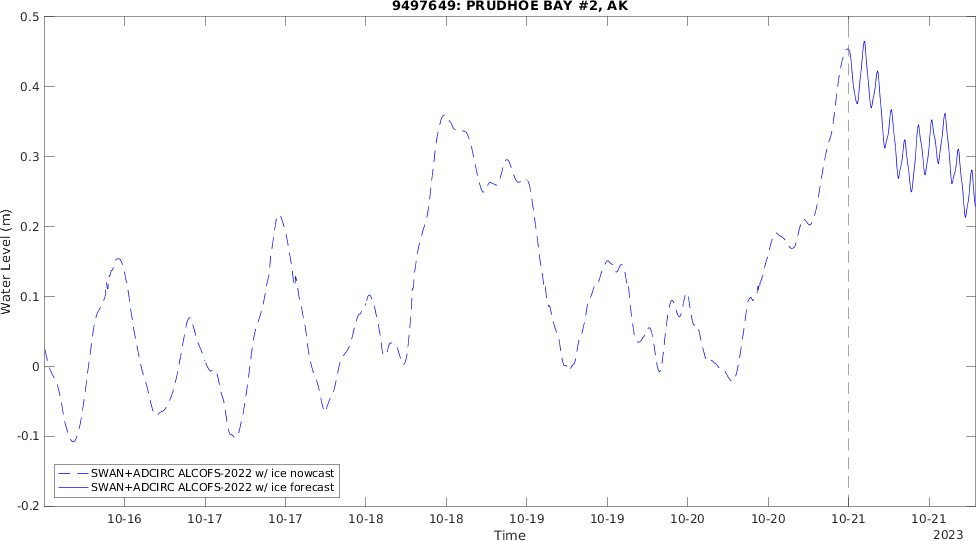 9497649: PRUDHOE BAY #2, AK
0.5
0.4
0.3
0.2
0.1
0
-0.1
-0.2
Water Level (m)
SWAN+ADCIRC ALCOFS-2022 w/ ice nowcast
SWAN+ADCIRC ALCOFS-2022 w/ ice forecast
10-16 10-17 10-17 10-18 10-18 10-19 10-19 10-20 10-20 10-21 10-21
Time
2023